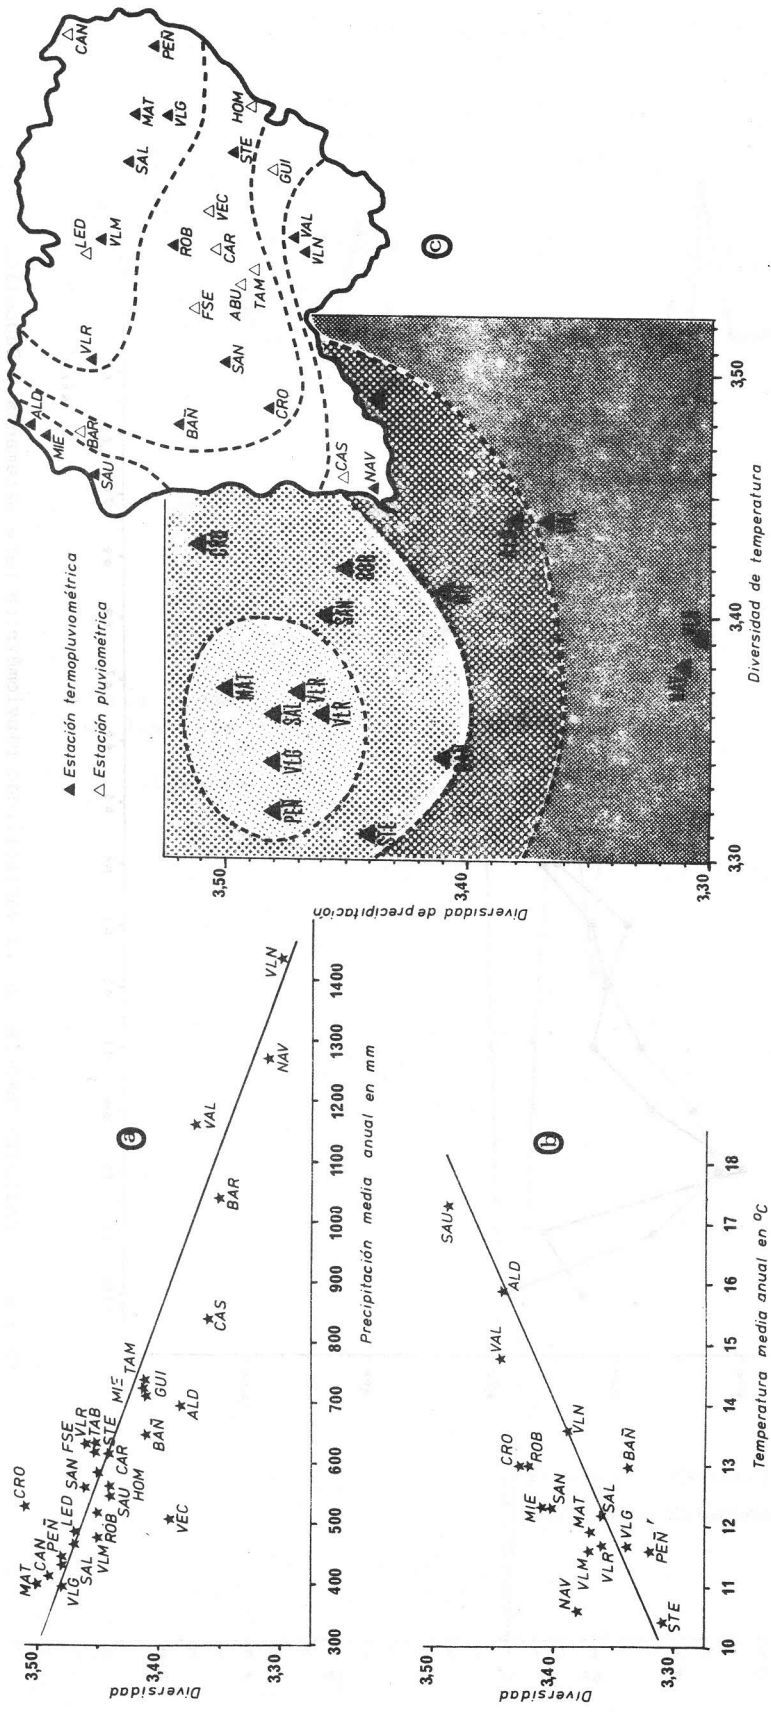 a
CRO
MAT
CAN
PEÑ
LED
SAN
FSE
VLR
TAB
STE
MIE
TAM
VLG
SAL
VLM
ROB
SAU
CAR
HOM
VEC
BAÑ
GUI
ALD
CAS
BAR
VAL
NAV
VLN
3,50
3,40
3,30
Diversidad
300
400
500
600
700
800
900
1000
1100
1200
1300
1400
Precipitación media anual en mm
b
SAU
ALD
VAL
CRO
ROB
VLN
MIE
SAN
BAÑ
MAT
SAL
NAV
VLM
VLR
VLG
PEÑ
STE
3,50
3,40
3,30
Diversidad
10
11
12
13
14
15
16
17
18
Temperatura media anual en ºC
▲ Estación termopluviométrica
△ Estación pluviométrica
c
ALD
MIE
SAU
BAR
VLR
LED
VLM
SAL
MAT
VLG
CAN
PEÑ
BAÑ
CRO
SAN
FSE
ROB
CAR
ABU
TAM
VEC
STE
HOM
GUI
VAL
VLN
CAS
NAV
CRO
ROB
SAN
MAT
SAL
VLR
VLR
VLG
PEÑ
STE
3,50
3,40
3,30
Diversidad de precipitación
3,30
3,40
3,50
Diversidad de temperatura